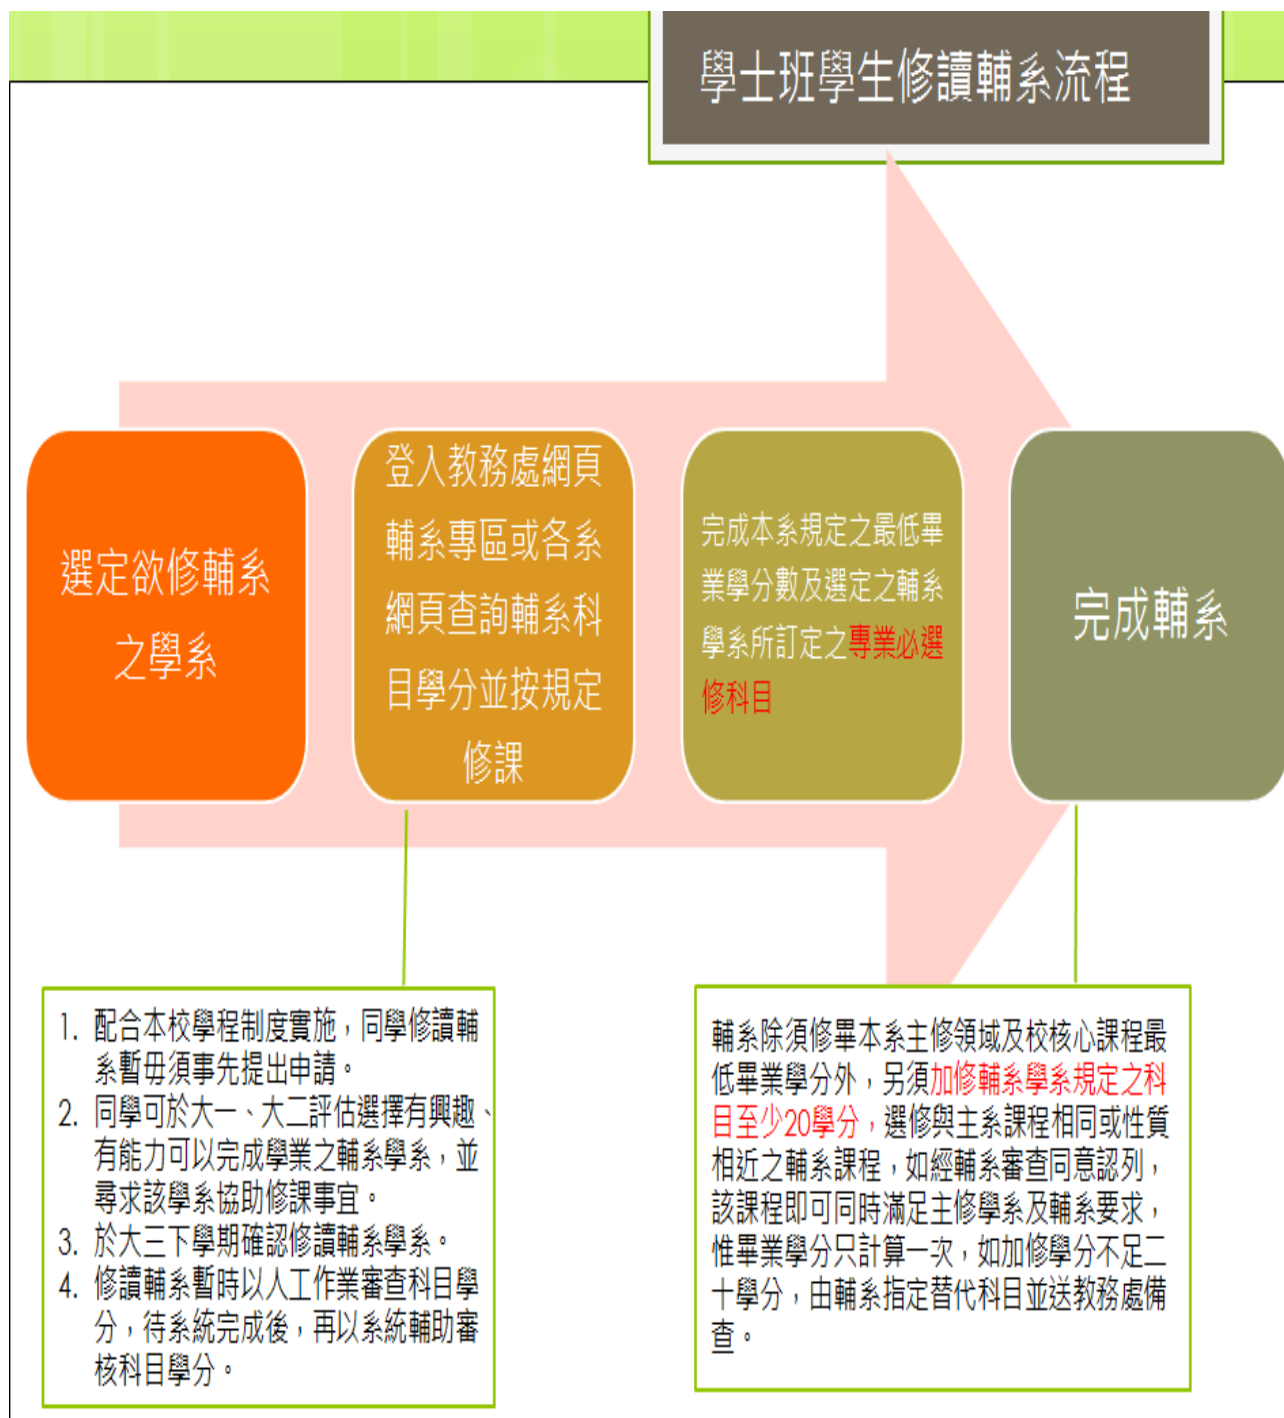 學士班學生修讀輔系流程
選定欲修輔系
之學系
登入教務處網頁
輔系專區或各系
網頁查詢輔系科
目學分並按規定
修課
完成本系規定之最低畢
業學分數及選定之輔系
學系所訂定之專業必選
修科目
完成輔系
1. 配合本校學程制度實施，同學修讀輔
系暫毋須事先提出申請。
2. 同學可於大一、大二評估選擇有興趣、
有能力可以完成學業之輔系學系，並
尋求該學系協助修課事宜。
3. 於大三下學期確認修讀輔系學系。
4. 修讀輔系暫時以人工作業審查科目學
分，待系統完成後，再以系統輔助審
核科目學分。
輔系除須修畢本系主修領域及校核心課程最
低畢業學分外，另須加修輔系學系規定之科
目至少20學分，選修與主系課程相同或性質
相近之輔系課程，如經輔系審查同意認列，
該課程即可同時滿足主修學系及輔系要求，
惟畢業學分只計算一次，如加修學分不足二
十學分，由輔系指定替代科目並送教務處備
查。